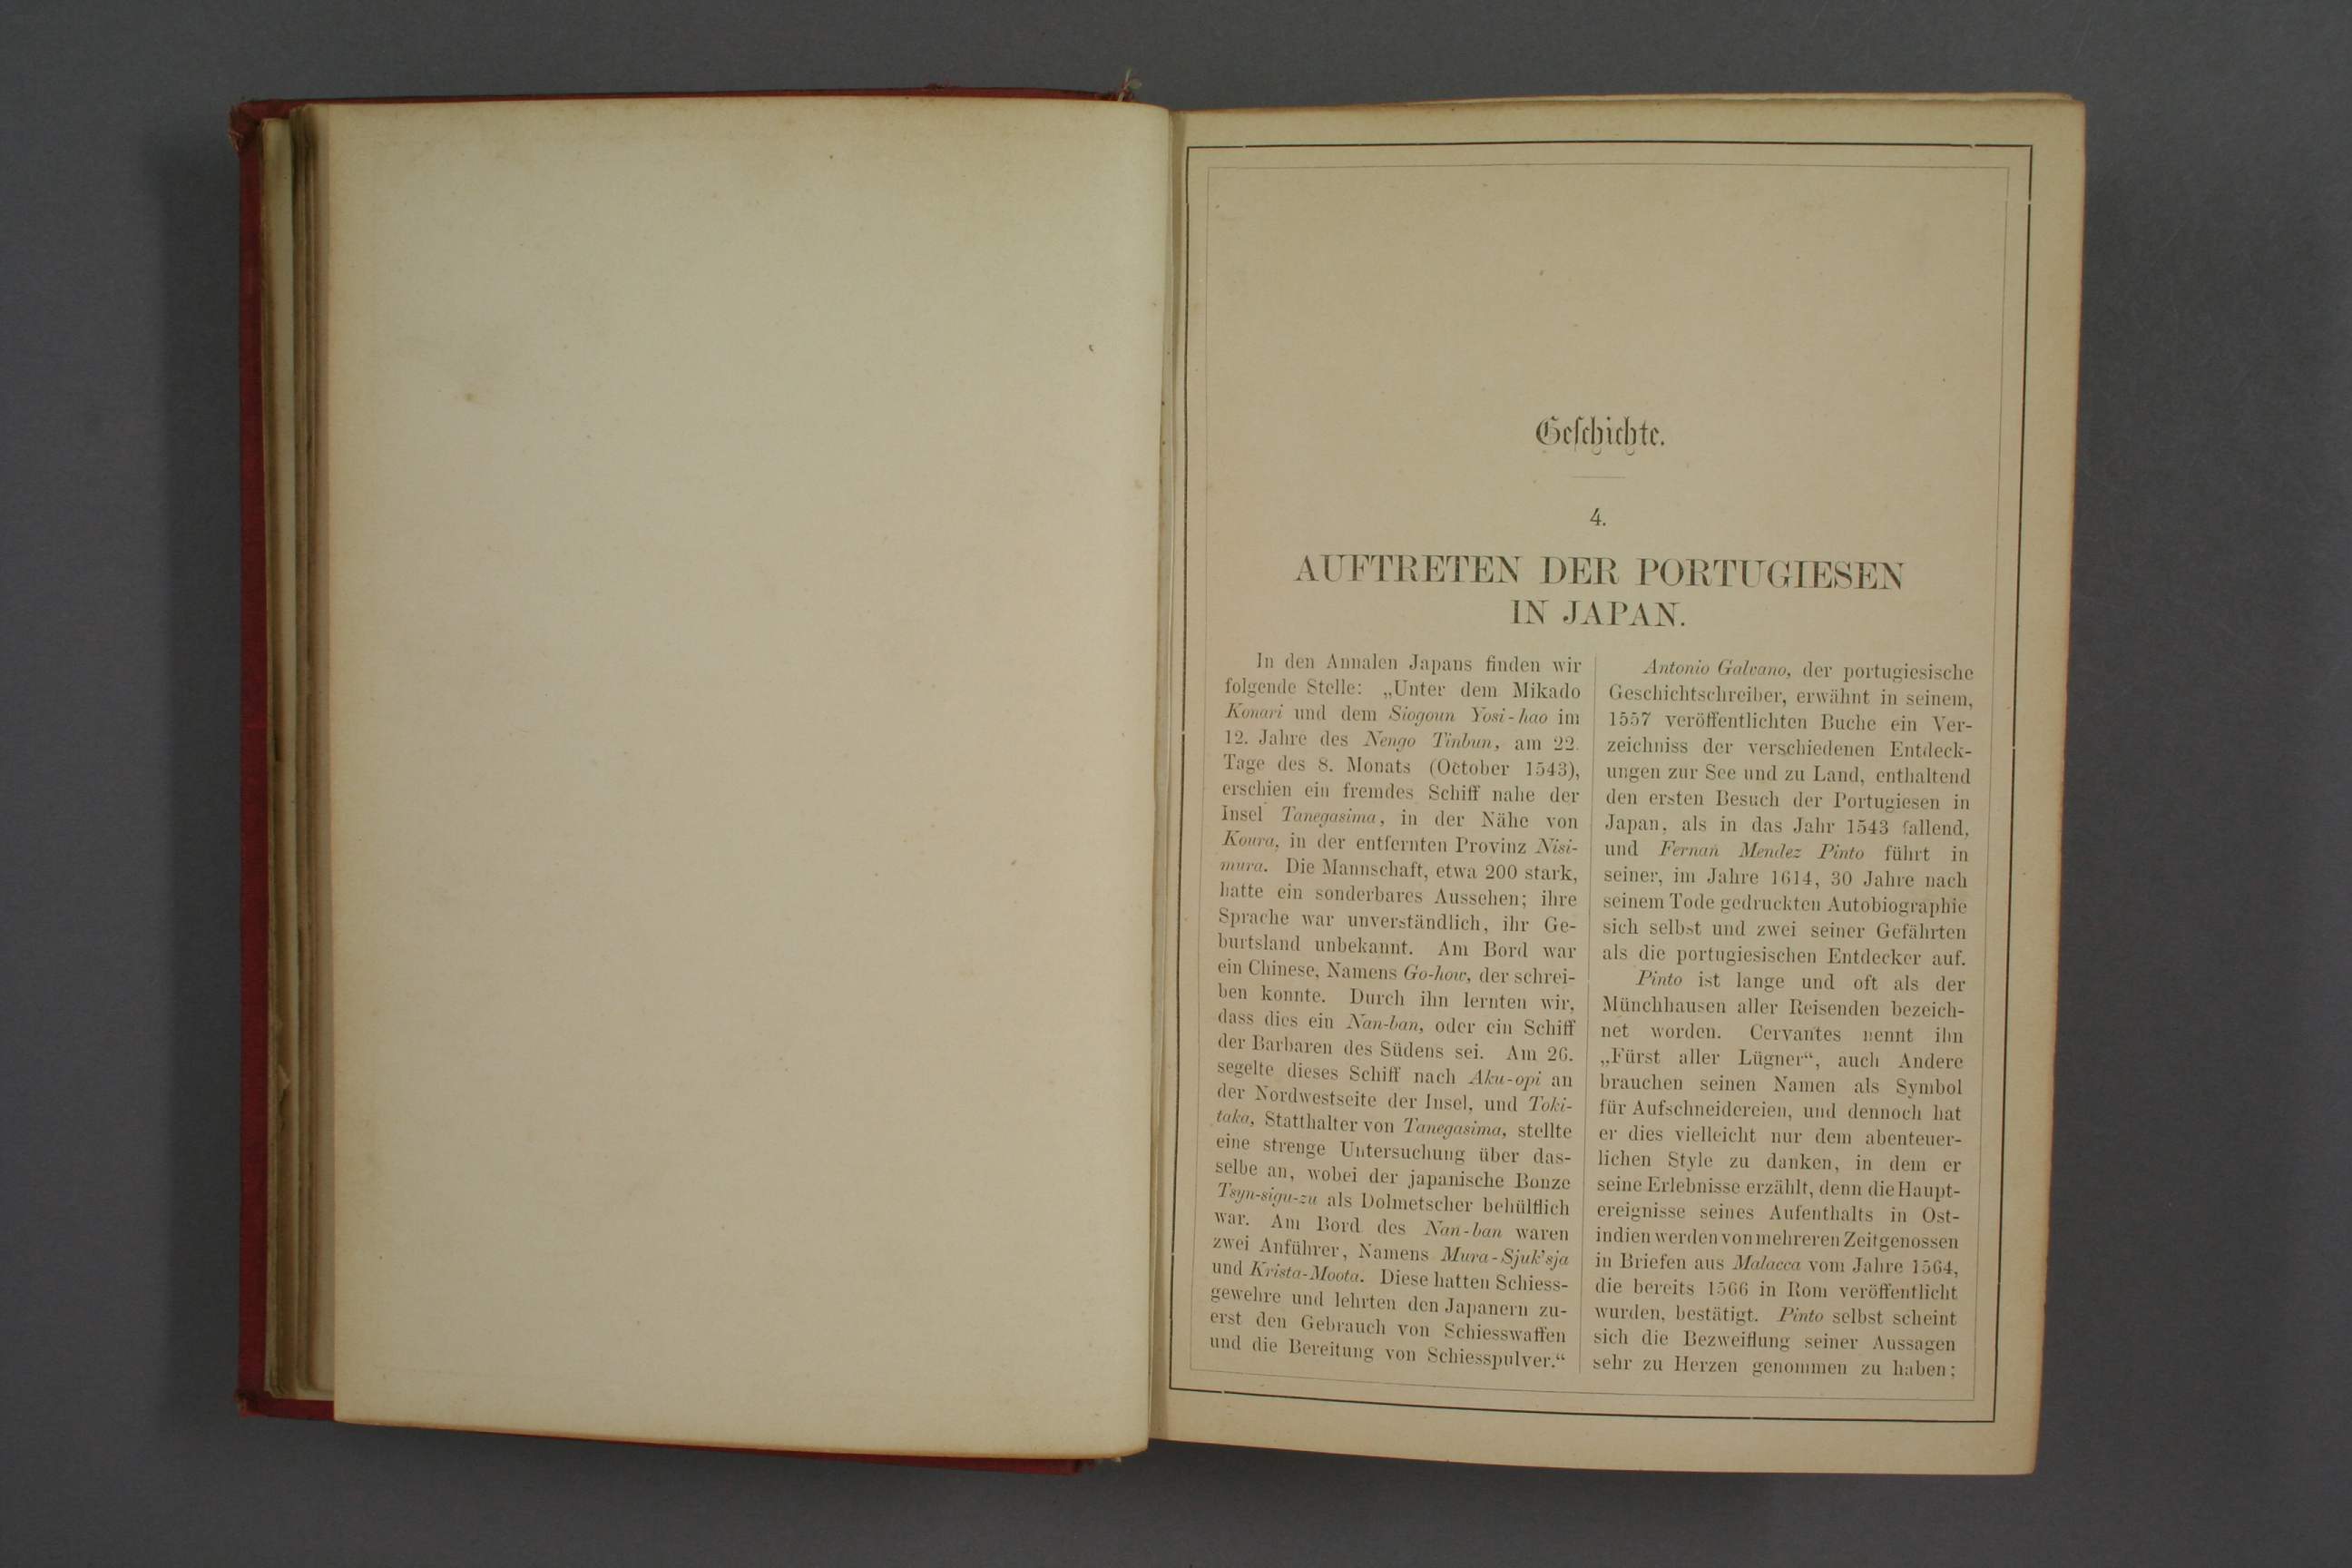 Geschichte.
4.
AUFTRETEN DER PORTUGIESEN
IN JAPAN.
In den Annalen Japans finden wir
folgende Stelle: „Unter dem Mikado
Konari und dem Siogoun Yosi-hao im
12. Jahre des Nengo Tinbun, am 22.
Tage des 8. Monats (October 1543),
erschien ein fremdes Schiff nahe der
Insel Tanegasima, in der Nähe von
Koura, in der entfernten Provinz Nisi-
mura. Die Mannschaft, etwa 200 stark,
hatte ein sonderbares Aussehen; ihre
Sprache war unverständlich, ihr Ge-
burtsland unbekannt. Am Bord war
ein Chinese, Namens Go-how, der schrei-
ben konnte. Durch ihn lernten wir,
dass dies ein Nan-ban, oder ein Schiff
der Barbaren des Südens sei. Am 26.
segelte dieses Schiff nach Aku-opi an
der Nordwestseite der Insel, und Toki-
taka, Statthalter von Tanegasima, stellte
eine strenge Untersuchung über das-
selbe an, wobei der japanische Bonze
Tsyn-sigu-zu als Dolmetscher behülflich
war. Am Bord des Nan-ban waren
zwei Anführer, Namens Mura-Sjuk'sja
und Krista-Moota. Diese hatten Schiess-
gewehre und lehrten den Japanern zu-
erst den Gebrauch von Schiesswaffen
und die Bereitung von Schiesspulver.“
Antonio Galvano, der portugiesische
Geschichtschreiber, erwähnt in seinem,
1557 veröffentlichten Buche ein Ver-
zeichniss der verschiedenen Entdeck-
ungen zur See und zu Land, enthaltend
den ersten Besuch der Portugiesen in
Japan, als in das Jahr 1543 fallend,
und Fernan Mendez Pinto führt in
seiner, im Jahre 1614, 30 Jahre nach
seinem Tode gedruckten Autobiographie
sich selbst und zwei seiner Gefährten
als die portugiesischen Entdecker auf.
Pinto ist lange und oft als der
Münchhausen aller Reisenden bezeich-
net worden. Cervantes nennt ihn
„Fürst aller Lügner“, auch Andere
brauchen seinen Namen als Symbol
für Aufschneidereien, und dennoch hat
er dies vielleicht nur dem abenteuer-
lichen Style zu danken, in dem er
seine Erlebnisse erzählt, denn die Haupt-
ereignisse seines Aufenthalts in Ost-
indien werden von mehreren Zeitgenossen
in Briefen aus Malacca vom Jahre 1564,
die bereits 1566 in Rom veröffentlicht
wurden, bestätigt. Pinto selbst scheint
sich die Bezweiflung seiner Aussagen
sehr zu Herzen genommen zu haben;